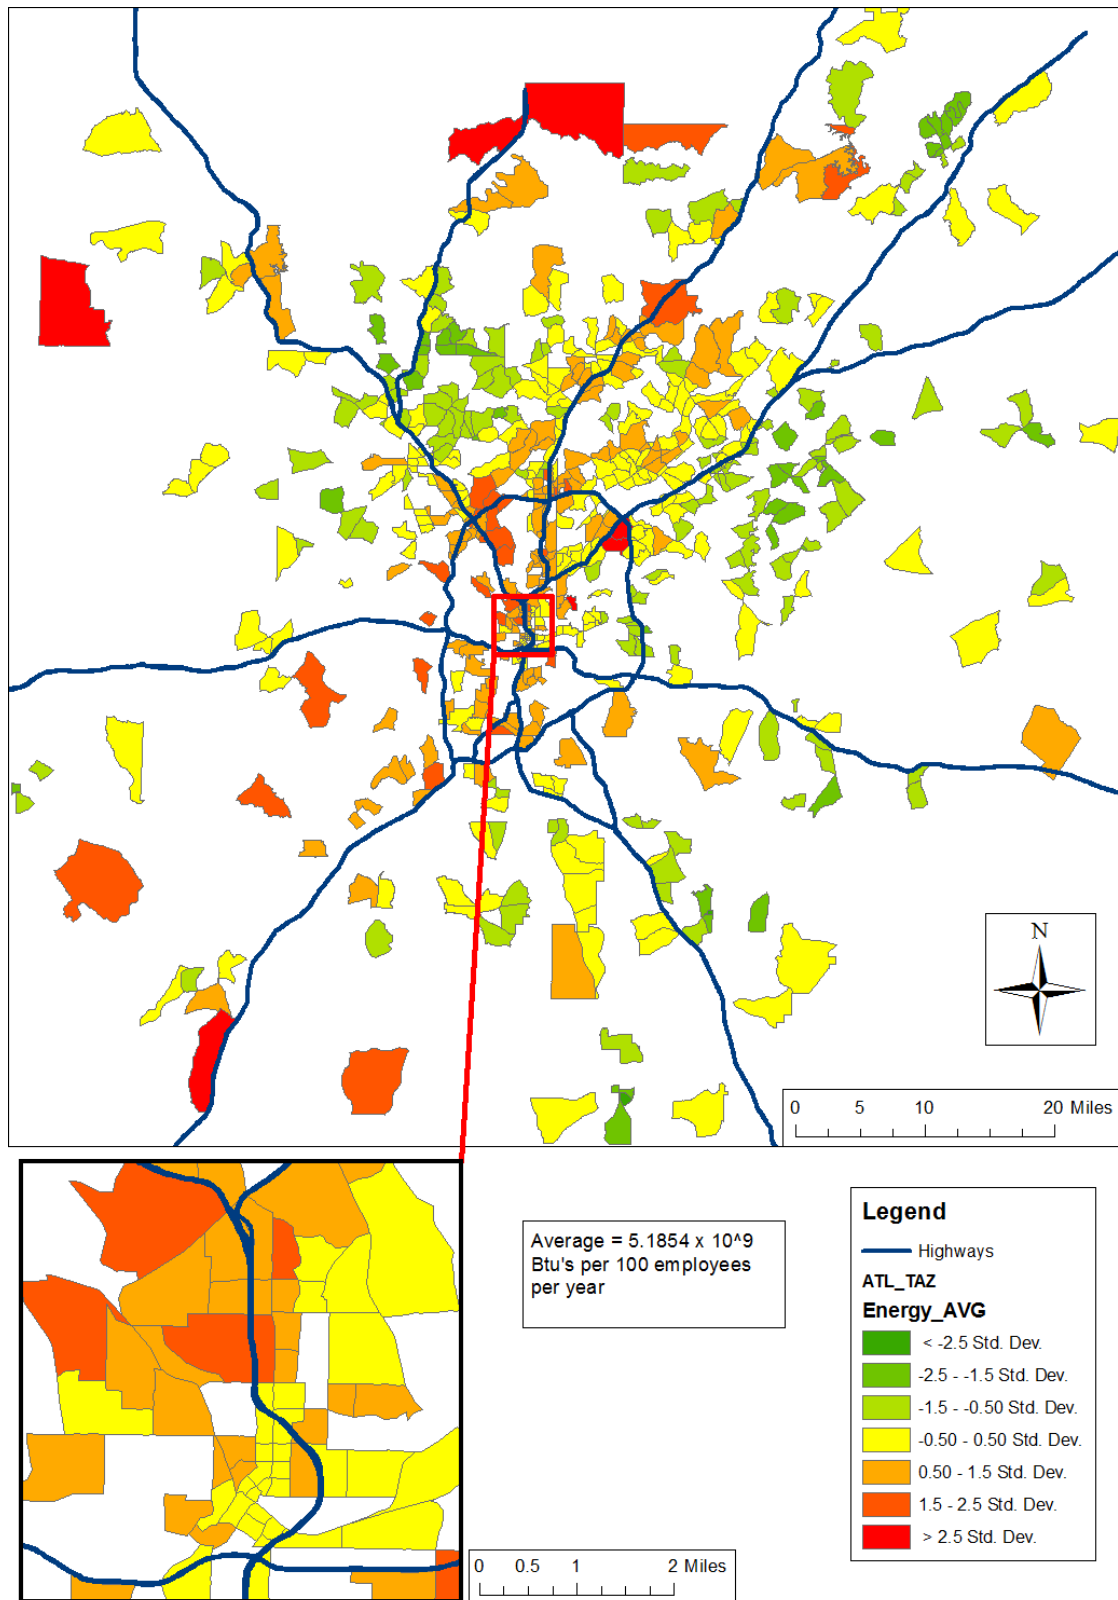 N
0 5 10 20 Miles
Average = 5.1854 x 10^9
Btu's per 100 employees
per year
Legend
Highways
ATL_TAZ
Energy_AVG
< -2.5 Std. Dev.
-2.5 - -1.5 Std. Dev.
-1.5 - -0.50 Std. Dev.
-0.50 - 0.50 Std. Dev.
0.50 - 1.5 Std. Dev.
1.5 - 2.5 Std. Dev.
> 2.5 Std. Dev.
0 0.5 1 2 Miles